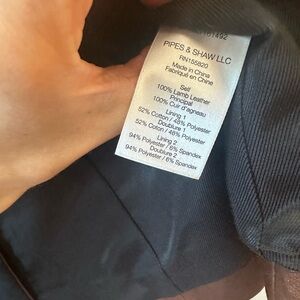 PIPES & SHAW LLC
RN155820
Made in China
Fabriqué en Chine
Self
100% Lamb Leather
Principal
100% Cuir d'agneau
Lining 1
52% Cotton / 48% Polyester
Doublure 1
52% Cotton / 48% Polyester
Lining 2
94% Polyester / 6% Spandex
Doublure 2
94% Polyester / 6% Spandex